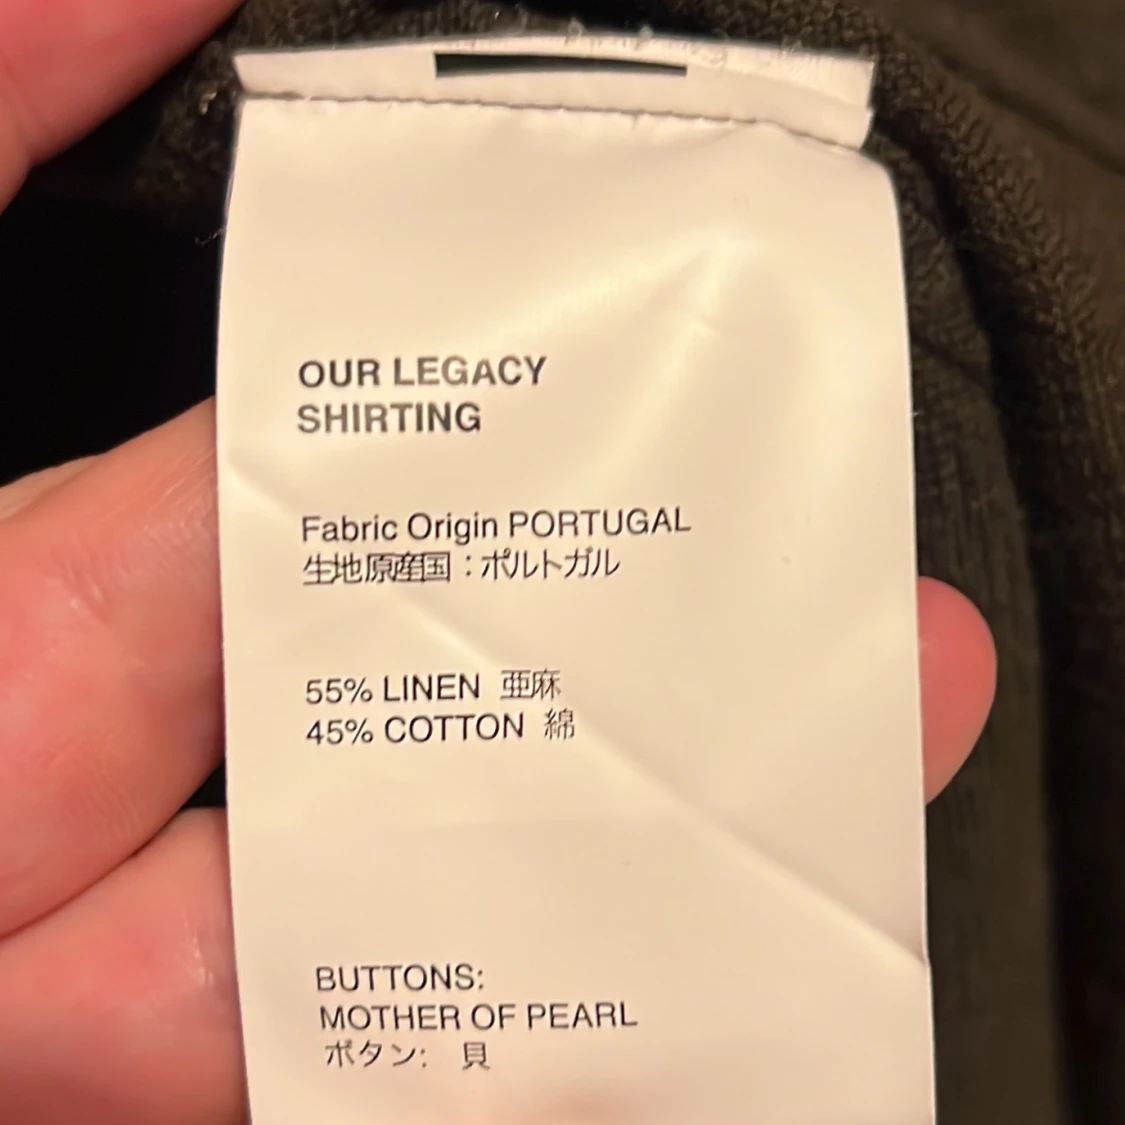 OUR LEGACY
SHIRTING
Fabric Origin PORTUGAL
生地原産国：ポルトガル
55% LINEN 亜麻
45% COTTON 綿
BUTTONS:
MOTHER OF PEARL
ボタン: 貝